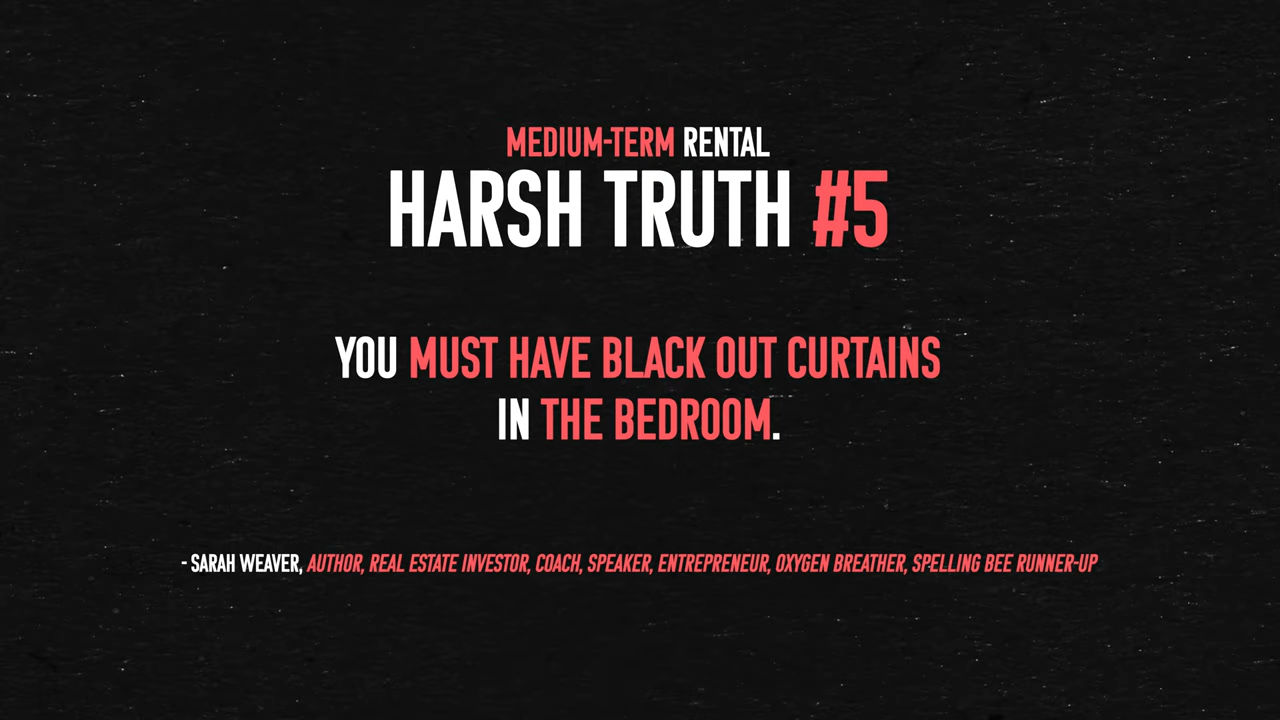 MEDIUM-TERM RENTAL
HARSH TRUTH #5
YOU MUST HAVE BLACK OUT CURTAINS
IN THE BEDROOM.
- SARAH WEAVER, AUTHOR, REAL ESTATE INVESTOR, COACH, SPEAKER, ENTREPRENEUR, OXYGEN BREATHER, SPELLING BEE RUNNER-UP